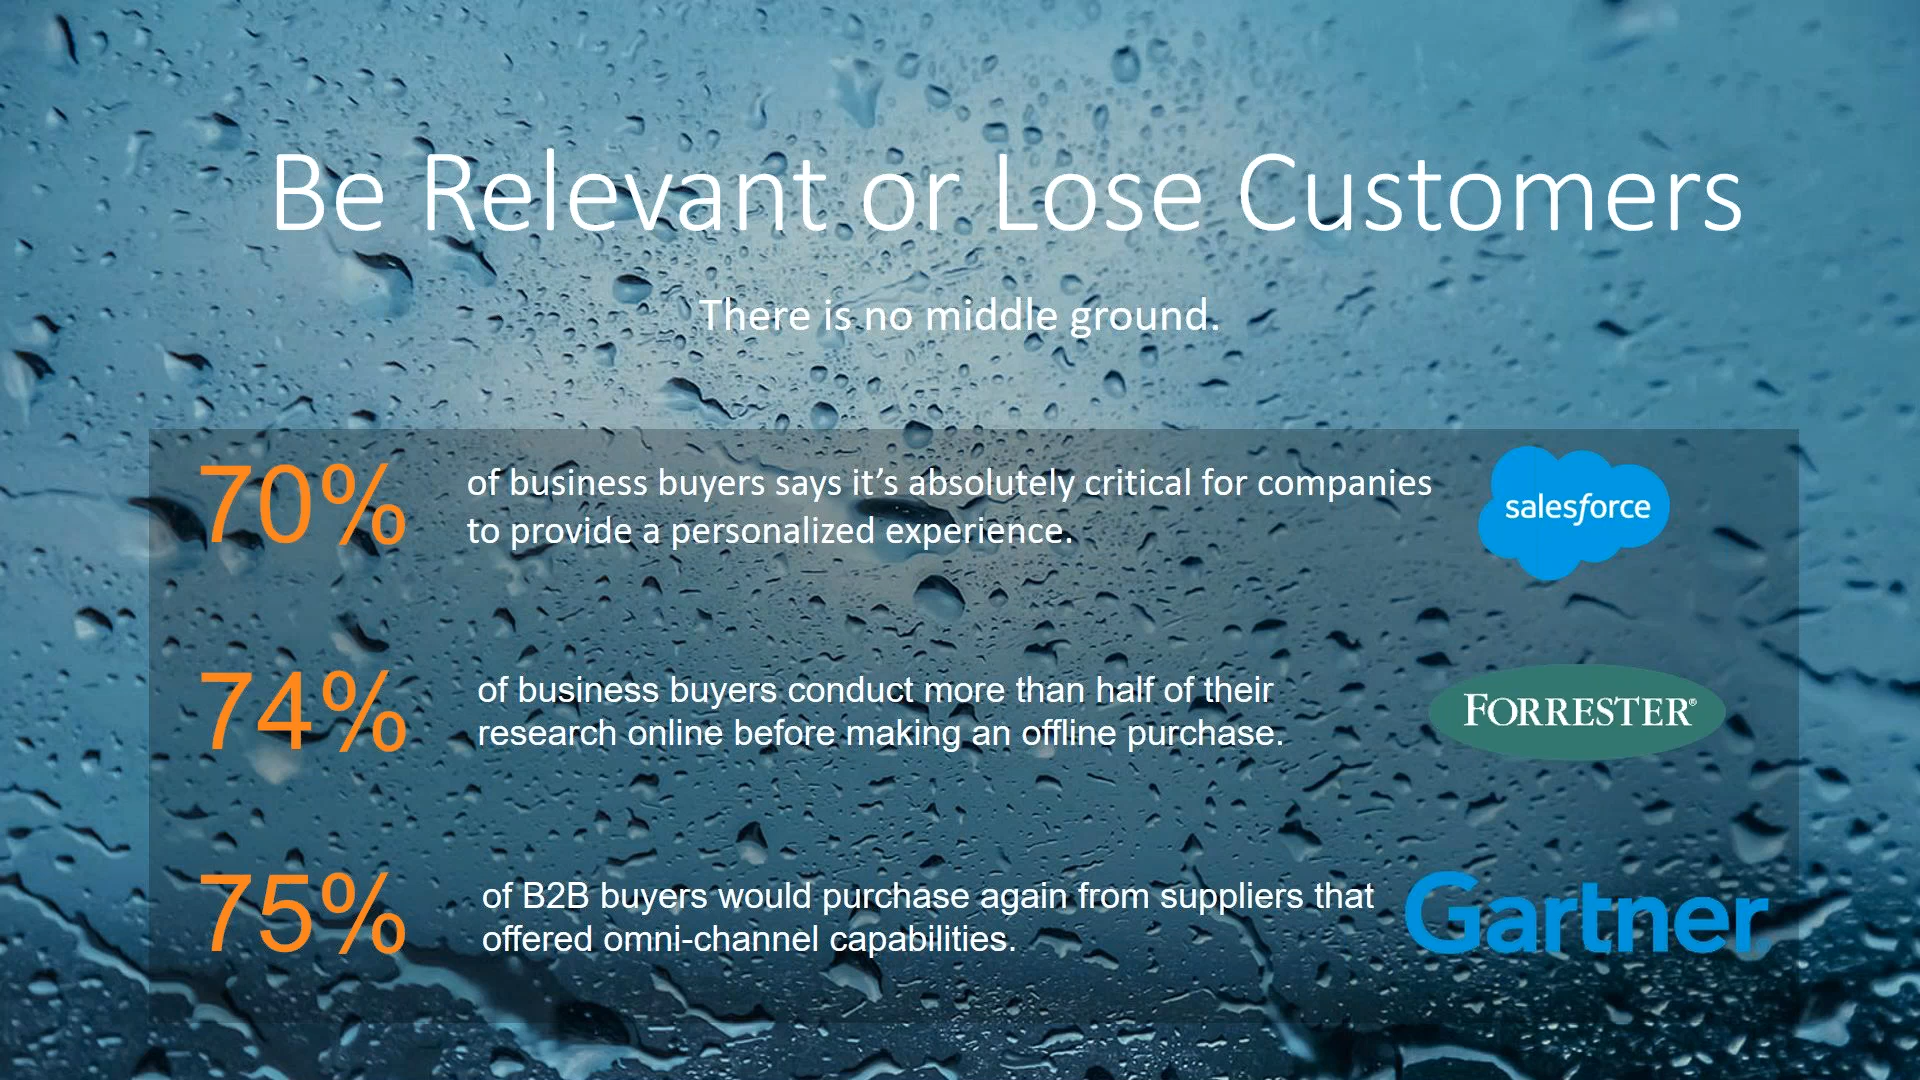 Be Relevant or Lose Customers
There is no middle ground.
70%
of business buyers says it’s absolutely critical for companies
to provide a personalized experience.
salesforce
74%
of business buyers conduct more than half of their
research online before making an offline purchase.
FORRESTER®
75%
of B2B buyers would purchase again from suppliers that
offered omni-channel capabilities.
Gartner